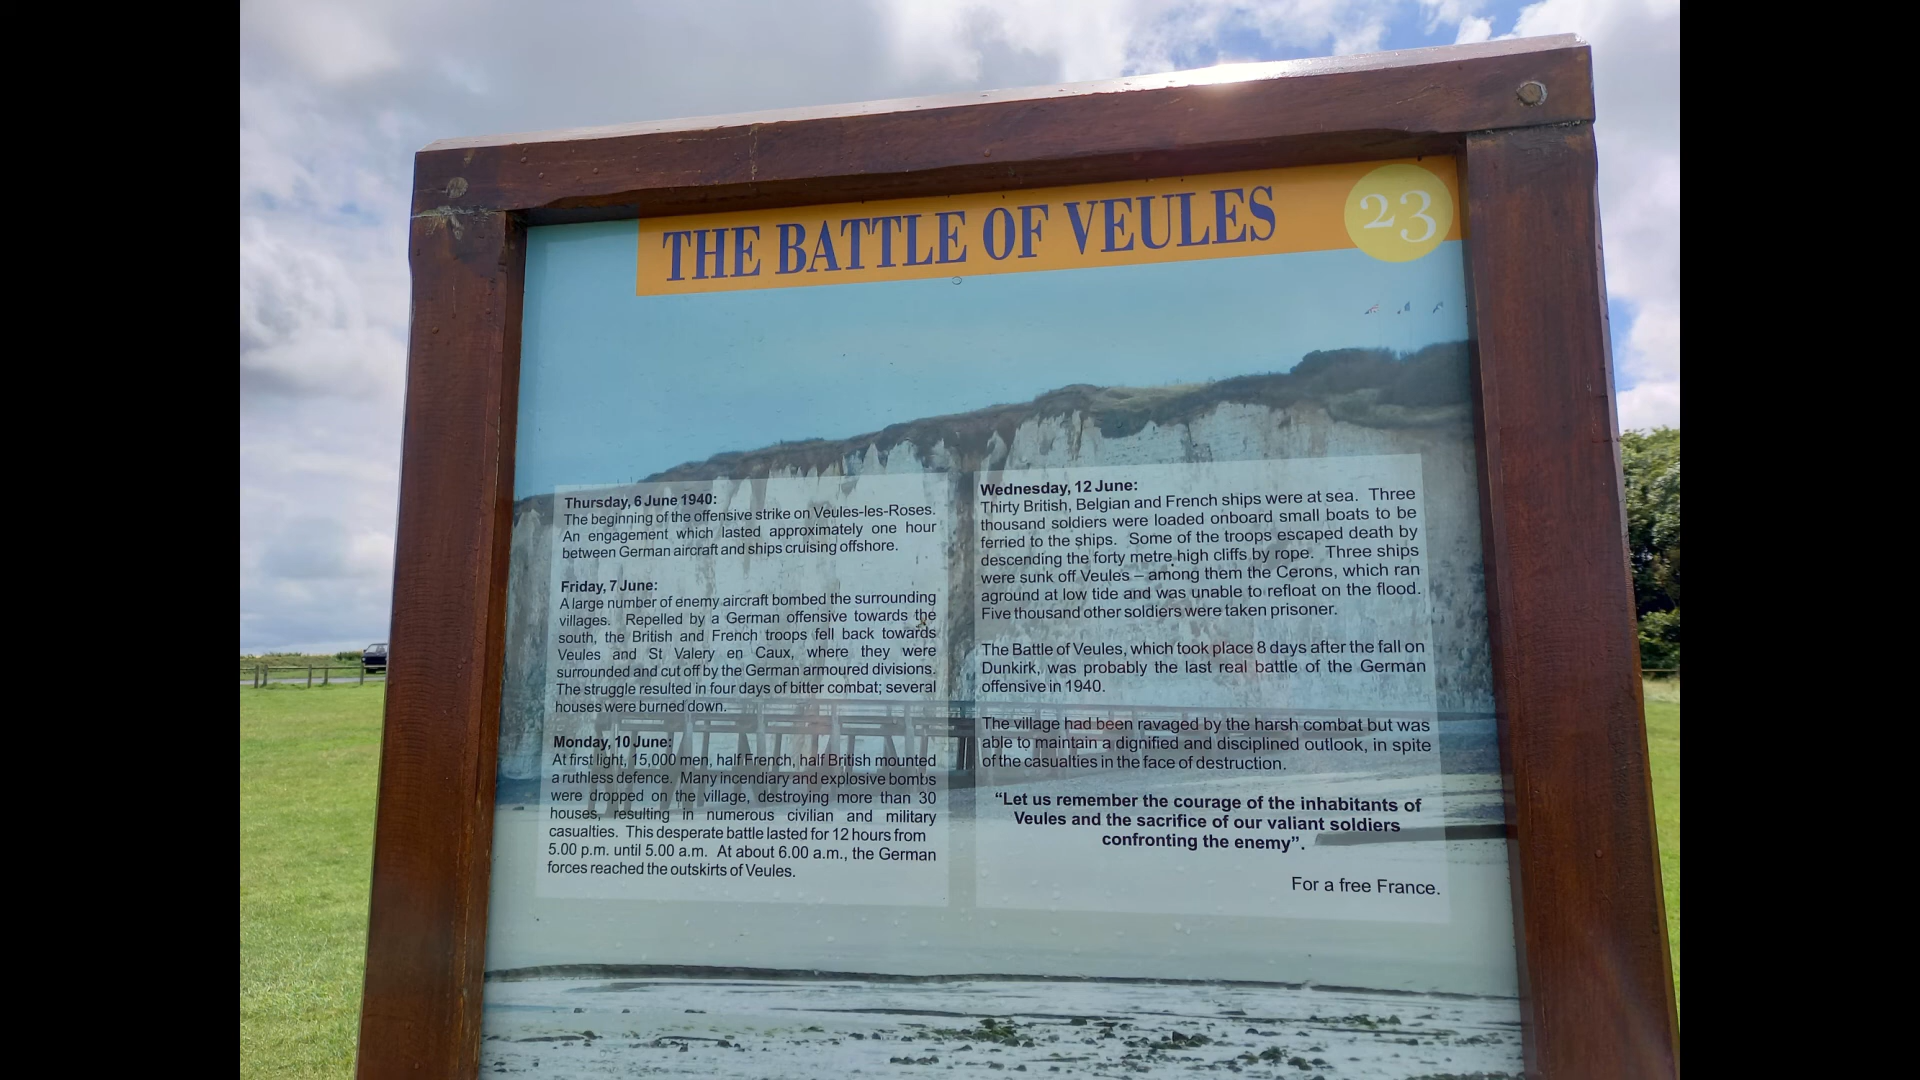 THE BATTLE OF VEULES
23
Thursday, 6 June 1940:
The beginning of the offensive strike on Veules-les-Roses.
An engagement which lasted approximately one hour
between German aircraft and ships cruising offshore.
Friday, 7 June:
A large number of enemy aircraft bombed the surrounding
villages. Repelled by a German offensive towards the
south, the British and French troops fell back towards
Veules and St Valery en Caux, where they were
surrounded and cut off by the German armoured divisions.
The struggle resulted in four days of bitter combat; several
houses were burned down.
Monday, 10 June:
At first light, 15,000 men, half French, half British mounted
a ruthless defence. Many incendiary and explosive bombs
were dropped on the village, destroying more than 30
houses, resulting in numerous civilian and military
casualties. This desperate battle lasted for 12 hours from
5.00 p.m. until 5.00 a.m. At about 6.00 a.m., the German
forces reached the outskirts of Veules.
Wednesday, 12 June:
Thirty British, Belgian and French ships were at sea. Three
thousand soldiers were loaded onboard small boats to be
ferried to the ships. Some of the troops escaped death by
descending the forty metre high cliffs by rope. Three ships
were sunk off Veules – among them the Cerons, which ran
aground at low tide and was unable to refloat on the flood.
Five thousand other soldiers were taken prisoner.
The Battle of Veules, which took place 8 days after the fall on
Dunkirk, was probably the last real battle of the German
offensive in 1940.
The village had been ravaged by the harsh combat but was
able to maintain a dignified and disciplined outlook, in spite
of the casualties in the face of destruction.
“Let us remember the courage of the inhabitants of
Veules and the sacrifice of our valiant soldiers
confronting the enemy”.
For a free France.